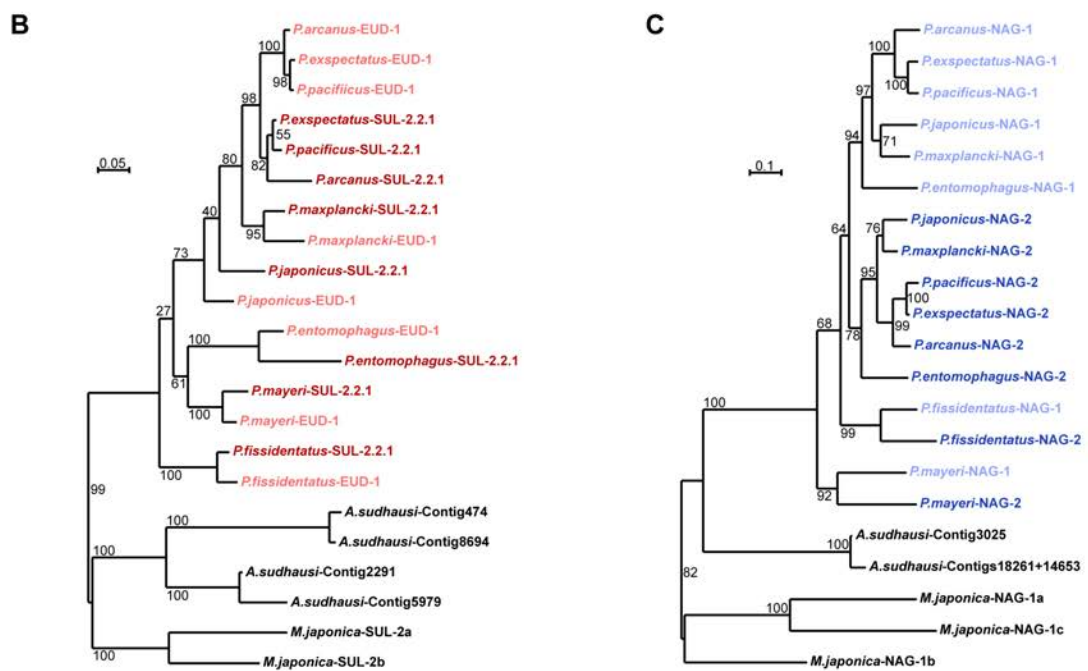 B
P.arcanus-EUD-1
100
P.exspectatus-EUD-1
98
P.pacifiicus-EUD-1
98
P.exspectatus-SUL-2.2.1
55
P.pacificus-SUL-2.2.1
0.05
80
82
P.arcanus-SUL-2.2.1
P.maxplancki-SUL-2.2.1
40
95
P.maxplancki-EUD-1
73
P.japonicus-SUL-2.2.1
P.japonicus-EUD-1
27
P.entomophagus-EUD-1
100
P.entomophagus-SUL-2.2.1
61
P.mayeri-SUL-2.2.1
100
P.mayeri-EUD-1
P.fissidentatus-SUL-2.2.1
100
P.fissidentatus-EUD-1
99
A.sudhausi-Contig474
100
A.sudhausi-Contig8694
100
A.sudhausi-Contig2291
100
A.sudhausi-Contig5979
M.japonica-SUL-2a
100
M.japonica-SUL-2b
C
P.arcanus-NAG-1
100
P.exspectatus-NAG-1
100
P.pacificus-NAG-1
97
P.japonicus-NAG-1
94
71
P.maxplancki-NAG-1
0.1
P.entomophagus-NAG-1
P.japonicus-NAG-2
76
64
P.maxplancki-NAG-2
95
P.pacificus-NAG-2
100
P.exspectatus-NAG-2
68
99
78
P.arcanus-NAG-2
P.entomophagus-NAG-2
100
P.fissidentatus-NAG-1
99
P.fissidentatus-NAG-2
P.mayeri-NAG-1
92
P.mayeri-NAG-2
A.sudhausi-Contig3025
100
A.sudhausi-Contigs18261+14653
82
M.japonica-NAG-1a
100
M.japonica-NAG-1c
M.japonica-NAG-1b